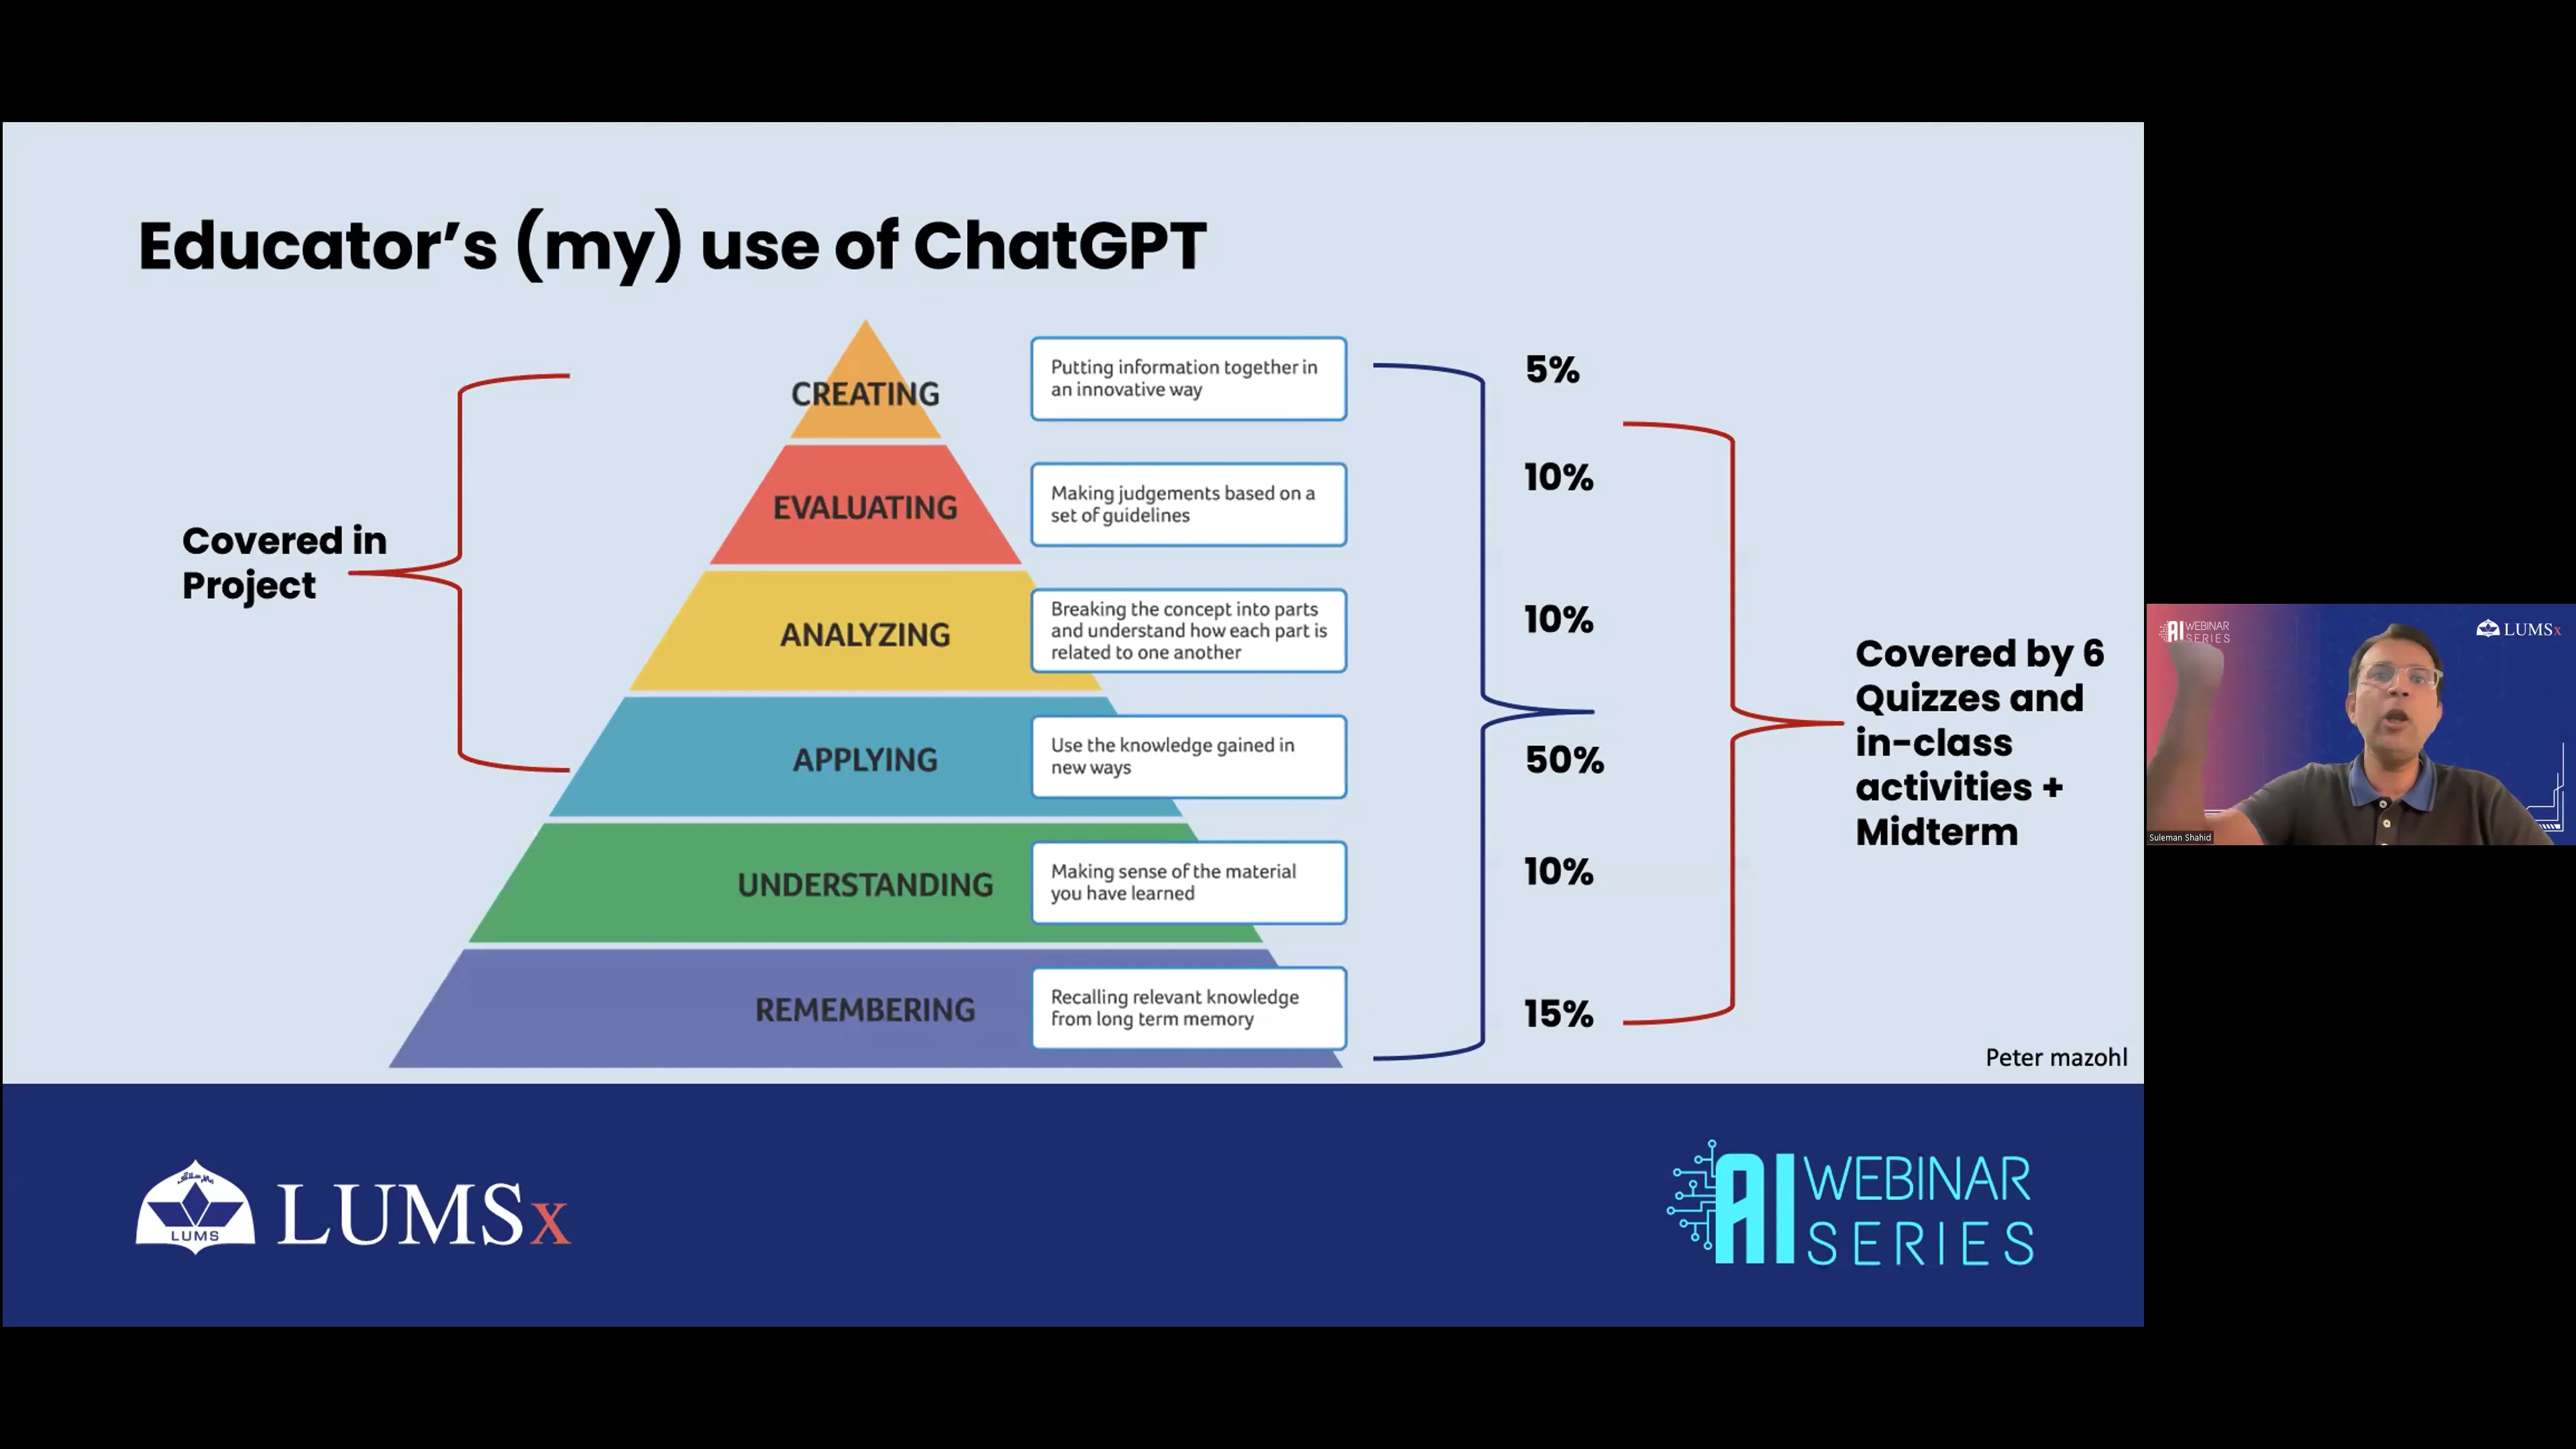 Educator’s (my) use of ChatGPT
Covered in
Project
CREATING
Putting information together in
an innovative way
5%
EVALUATING
Making judgements based on a
set of guidelines
10%
ANALYZING
Breaking the concept into parts
and understand how each part is
related to one another
10%
APPLYING
Use the knowledge gained in
new ways
50%
UNDERSTANDING
Making sense of the material
you have learned
10%
REMEMBERING
Recalling relevant knowledge
from long term memory
15%
Covered by 6
Quizzes and
in-class
activities +
Midterm
Peter mazohl
LUMS
LUMSx
AI WEBINAR
SERIES
AI WEBINAR
SERIES
LUMSx
Suleman Shahid